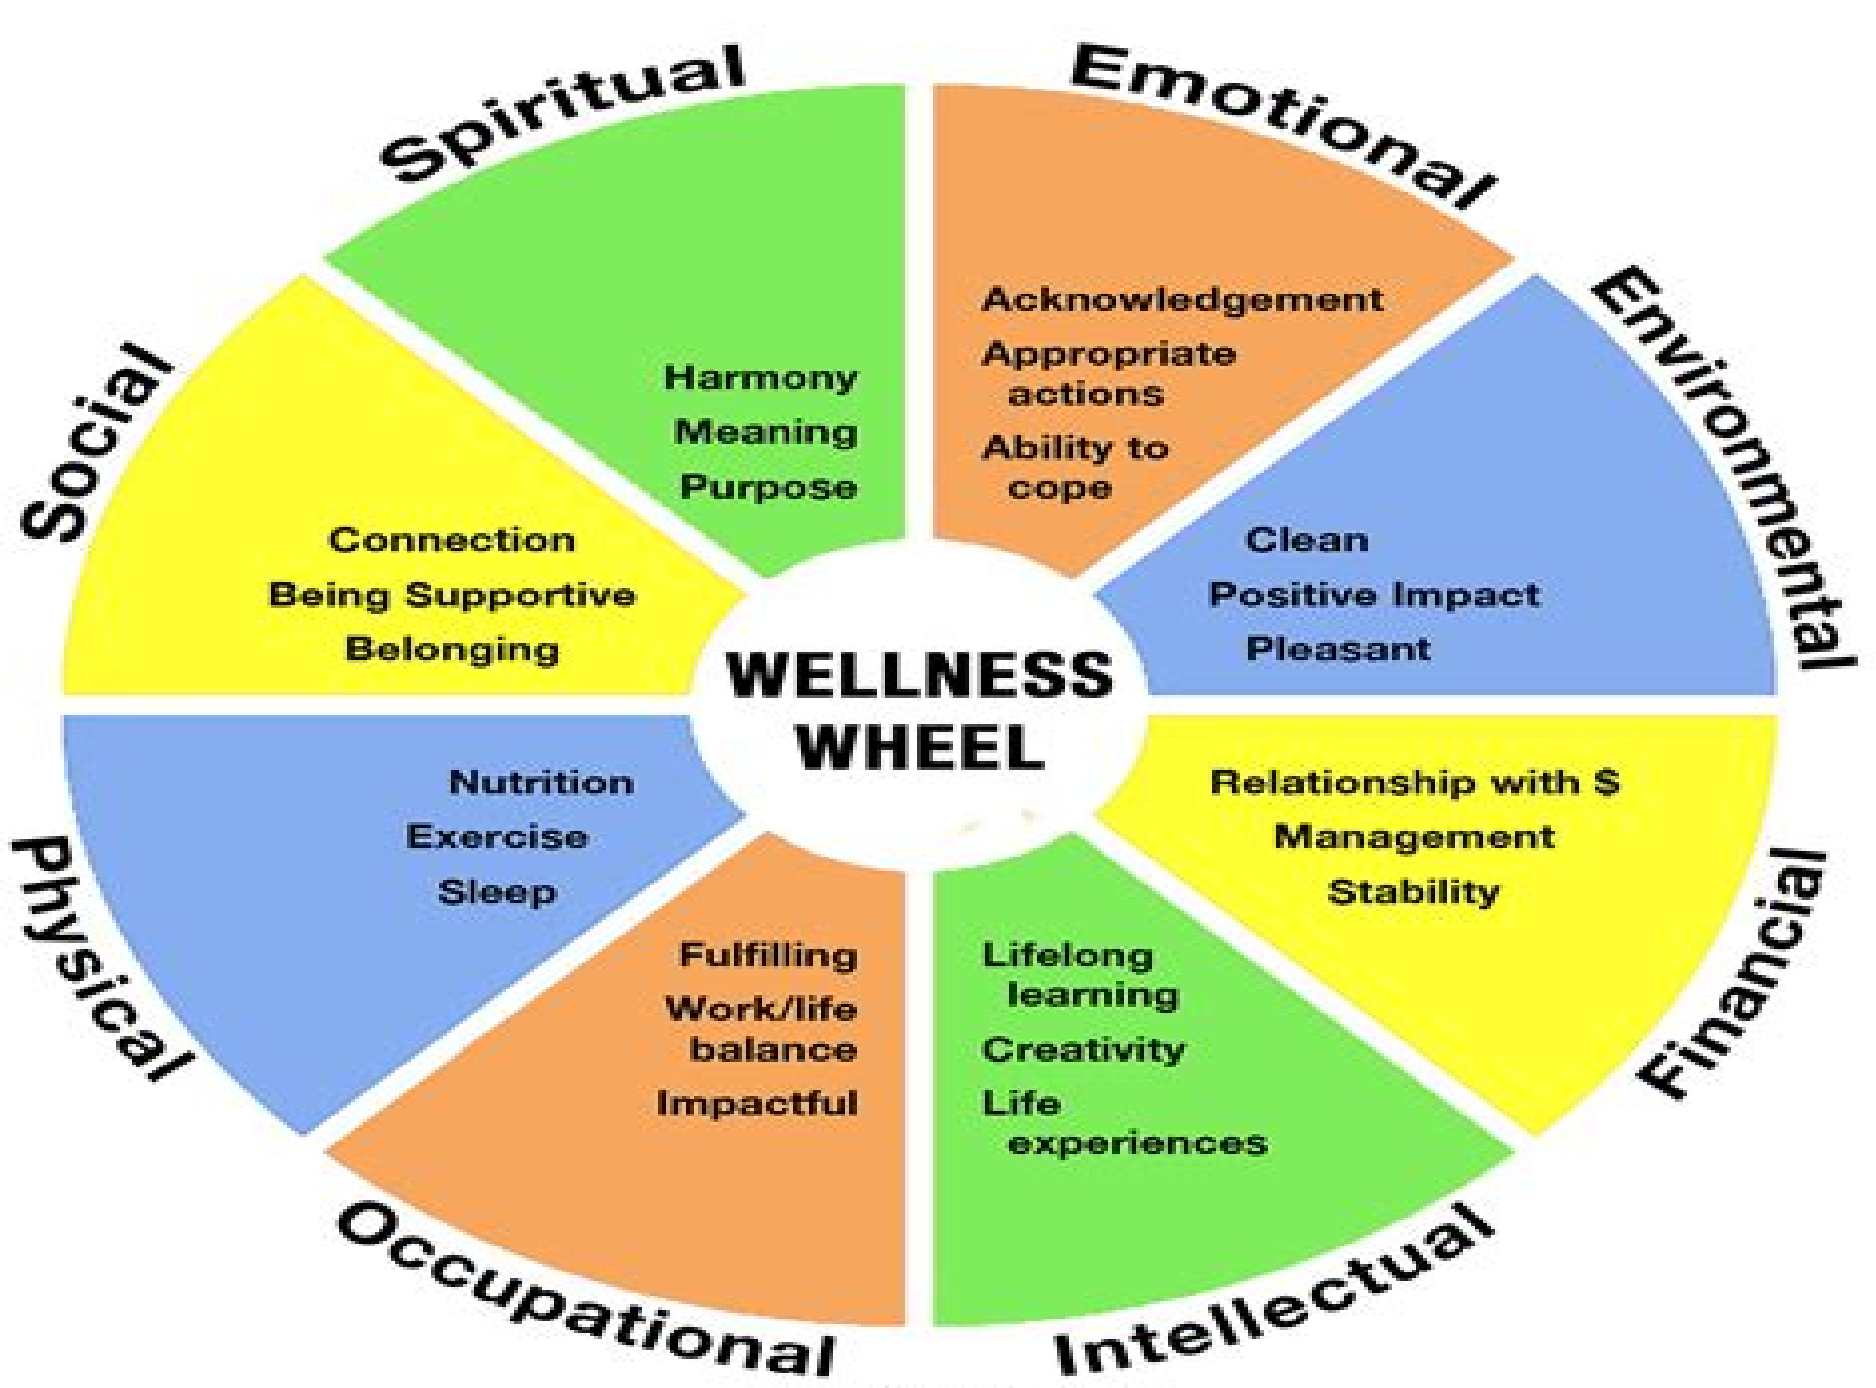 Spiritual
Harmony
Meaning
Purpose
Emotional
Acknowledgement
Appropriate
actions
Ability to
cope
Environmental
Clean
Positive Impact
Pleasant
Financial
Relationship with $
Management
Stability
Intellectual
Lifelong
learning
Creativity
Life
experiences
Occupational
Fulfilling
Work/life
balance
Impactful
Physical
Nutrition
Exercise
Sleep
Social
Connection
Being Supportive
Belonging
WELLNESS
WHEEL